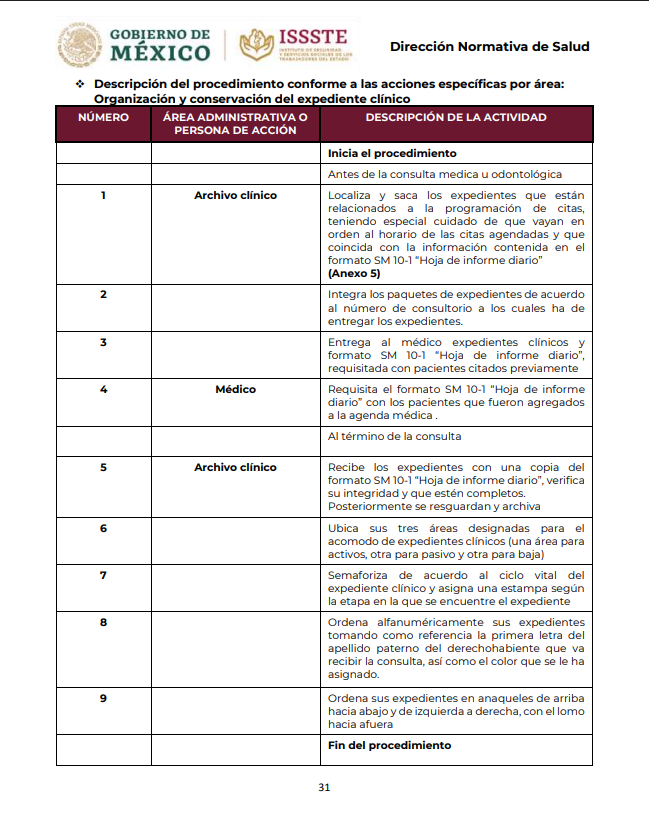 GOBIERNO DE
MÉXICO
ISSSTE
INSTITUTO DE SEGURIDAD
Y SERVICIOS SOCIALES DE LOS
TRABAJADORES DEL ESTADO
Dirección Normativa de Salud
❖ Descripción del procedimiento conforme a las acciones específicas por área:
Organización y conservación del expediente clínico
NÚMERO
ÁREA ADMINISTRATIVA O
PERSONA DE ACCIÓN
DESCRIPCIÓN DE LA ACTIVIDAD
Inicia el procedimiento
Antes de la consulta medica u odontológica
1
Archivo clínico
Localiza y saca los expedientes que están
relacionados a la programación de citas,
teniendo especial cuidado de que vayan en
orden al horario de las citas agendadas y que
coincida con la información contenida en el
formato SM 10-1 “Hoja de informe diario”
(Anexo 5)
2
Integra los paquetes de expedientes de acuerdo
al número de consultorio a los cuales ha de
entregar los expedientes.
3
Entrega al médico expedientes clínicos y
formato SM 10-1 “Hoja de informe diario”,
requisitada con pacientes citados previamente
4
Médico
Requisita el formato SM 10-1 “Hoja de informe
diario” con los pacientes que fueron agregados
a la agenda médica .
Al término de la consulta
5
Archivo clínico
Recibe los expedientes con una copia del
formato SM 10-1 “Hoja de informe diario”, verifica
su integridad y que estén completos.
Posteriormente se resguardan y archiva
6
Ubica sus tres áreas designadas para el
acomodo de expedientes clínicos (una área para
activos, otra para pasivo y otra para baja)
7
Semaforiza de acuerdo al ciclo vital del
expediente clínico y asigna una estampa según
la etapa en la que se encuentre el expediente
8
Ordena alfanuméricamente sus expedientes
tomando como referencia la primera letra del
apellido paterno del derechohabiente que va
recibir la consulta, así como el color que se le ha
asignado.
9
Ordena sus expedientes en anaqueles de arriba
hacia abajo y de izquierda a derecha, con el lomo
hacia afuera
Fin del procedimiento
31